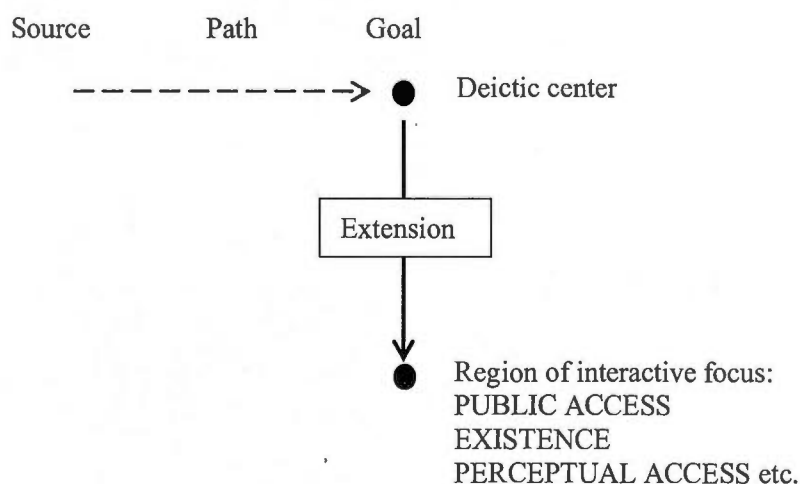 Source Path Goal
Deictic center
Extension
Region of interactive focus:
PUBLIC ACCESS
EXISTENCE
PERCEPTUAL ACCESS etc.